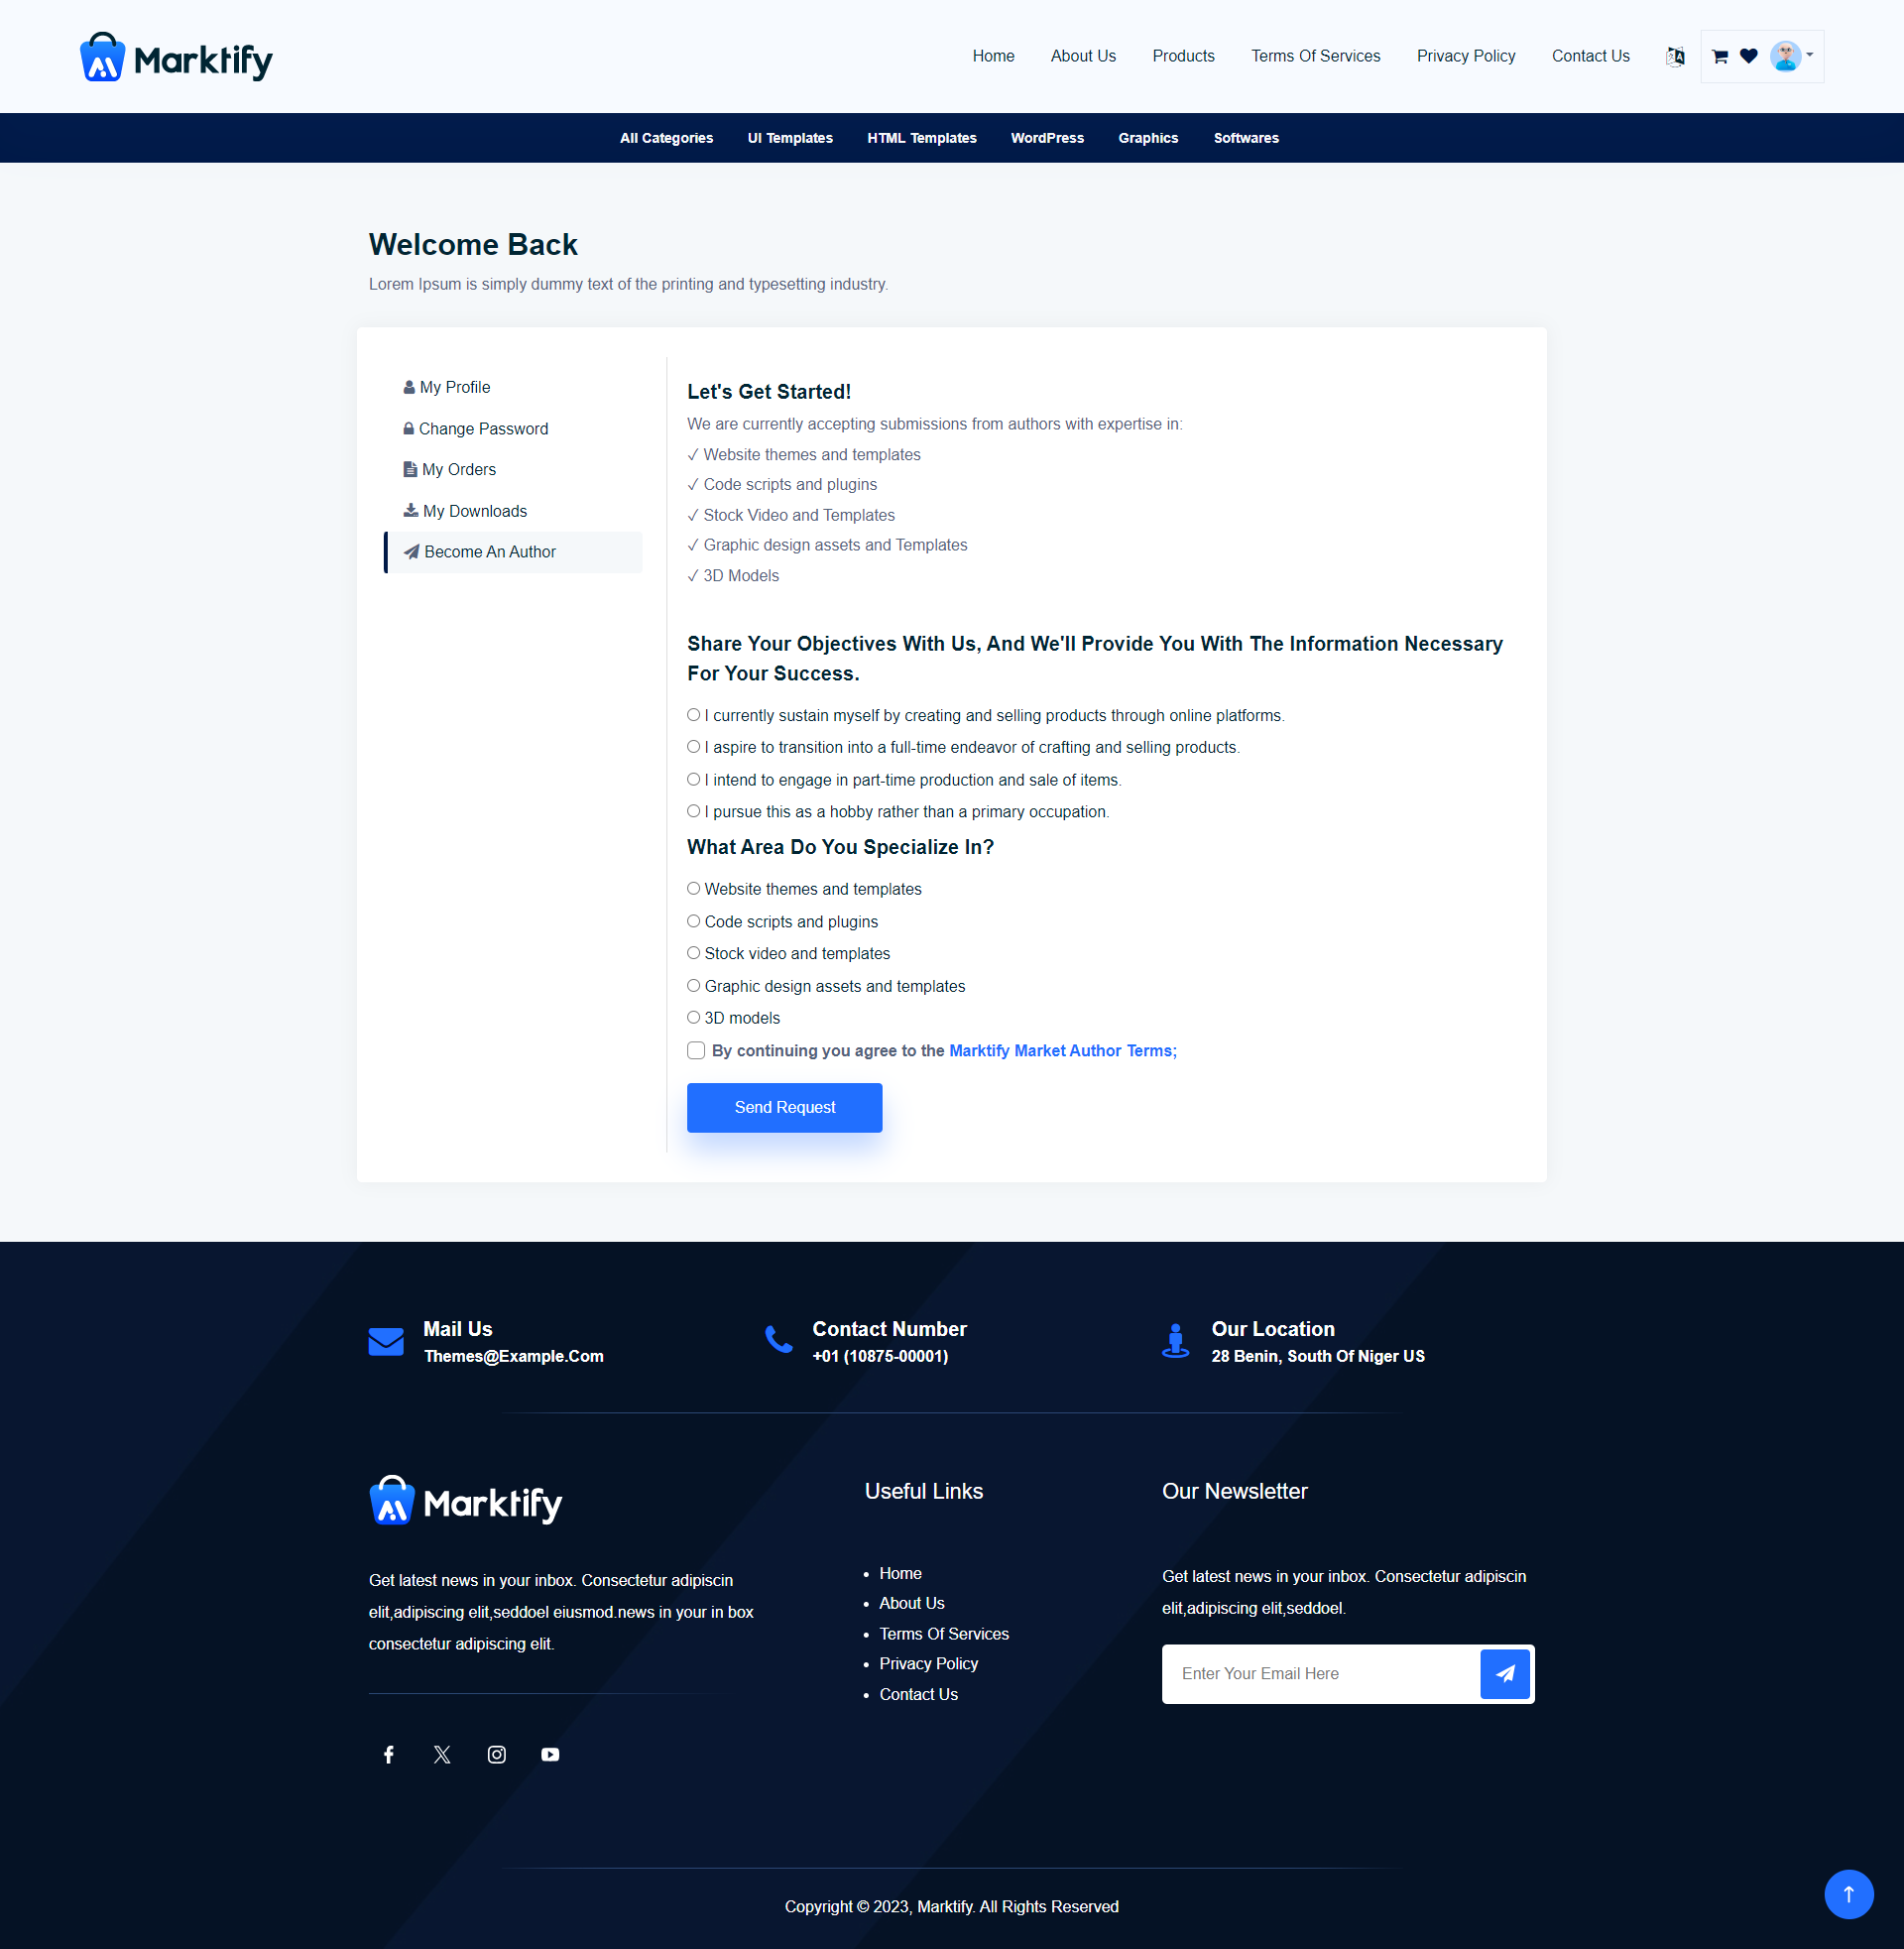 Marktify
Home About Us Products Terms Of Services Privacy Policy Contact Us
All Categories UI Templates HTML Templates WordPress Graphics Softwares
Welcome Back
Lorem Ipsum is simply dummy text of the printing and typesetting industry.
My Profile
Change Password
My Orders
My Downloads
Become An Author
Let's Get Started!
We are currently accepting submissions from authors with expertise in:
✓ Website themes and templates
✓ Code scripts and plugins
✓ Stock Video and Templates
✓ Graphic design assets and Templates
✓ 3D Models
Share Your Objectives With Us, And We'll Provide You With The Information Necessary
For Your Success.
I currently sustain myself by creating and selling products through online platforms.
I aspire to transition into a full-time endeavor of crafting and selling products.
I intend to engage in part-time production and sale of items.
I pursue this as a hobby rather than a primary occupation.
What Area Do You Specialize In?
Website themes and templates
Code scripts and plugins
Stock video and templates
Graphic design assets and templates
3D models
By continuing you agree to the Marktify Market Author Terms;
Send Request
Mail Us
Themes@Example.Com
Contact Number
+01 (10875-00001)
Our Location
28 Benin, South Of Niger US
Marktify
Get latest news in your inbox. Consectetur adipiscin
elit,adipiscing elit,seddoel eiusmod.news in your in box
consectetur adipiscing elit.
Useful Links
• Home
• About Us
• Terms Of Services
• Privacy Policy
• Contact Us
Our Newsletter
Get latest news in your inbox. Consectetur adipiscin
elit,adipiscing elit,seddoel.
Enter Your Email Here
Copyright © 2023, Marktify. All Rights Reserved